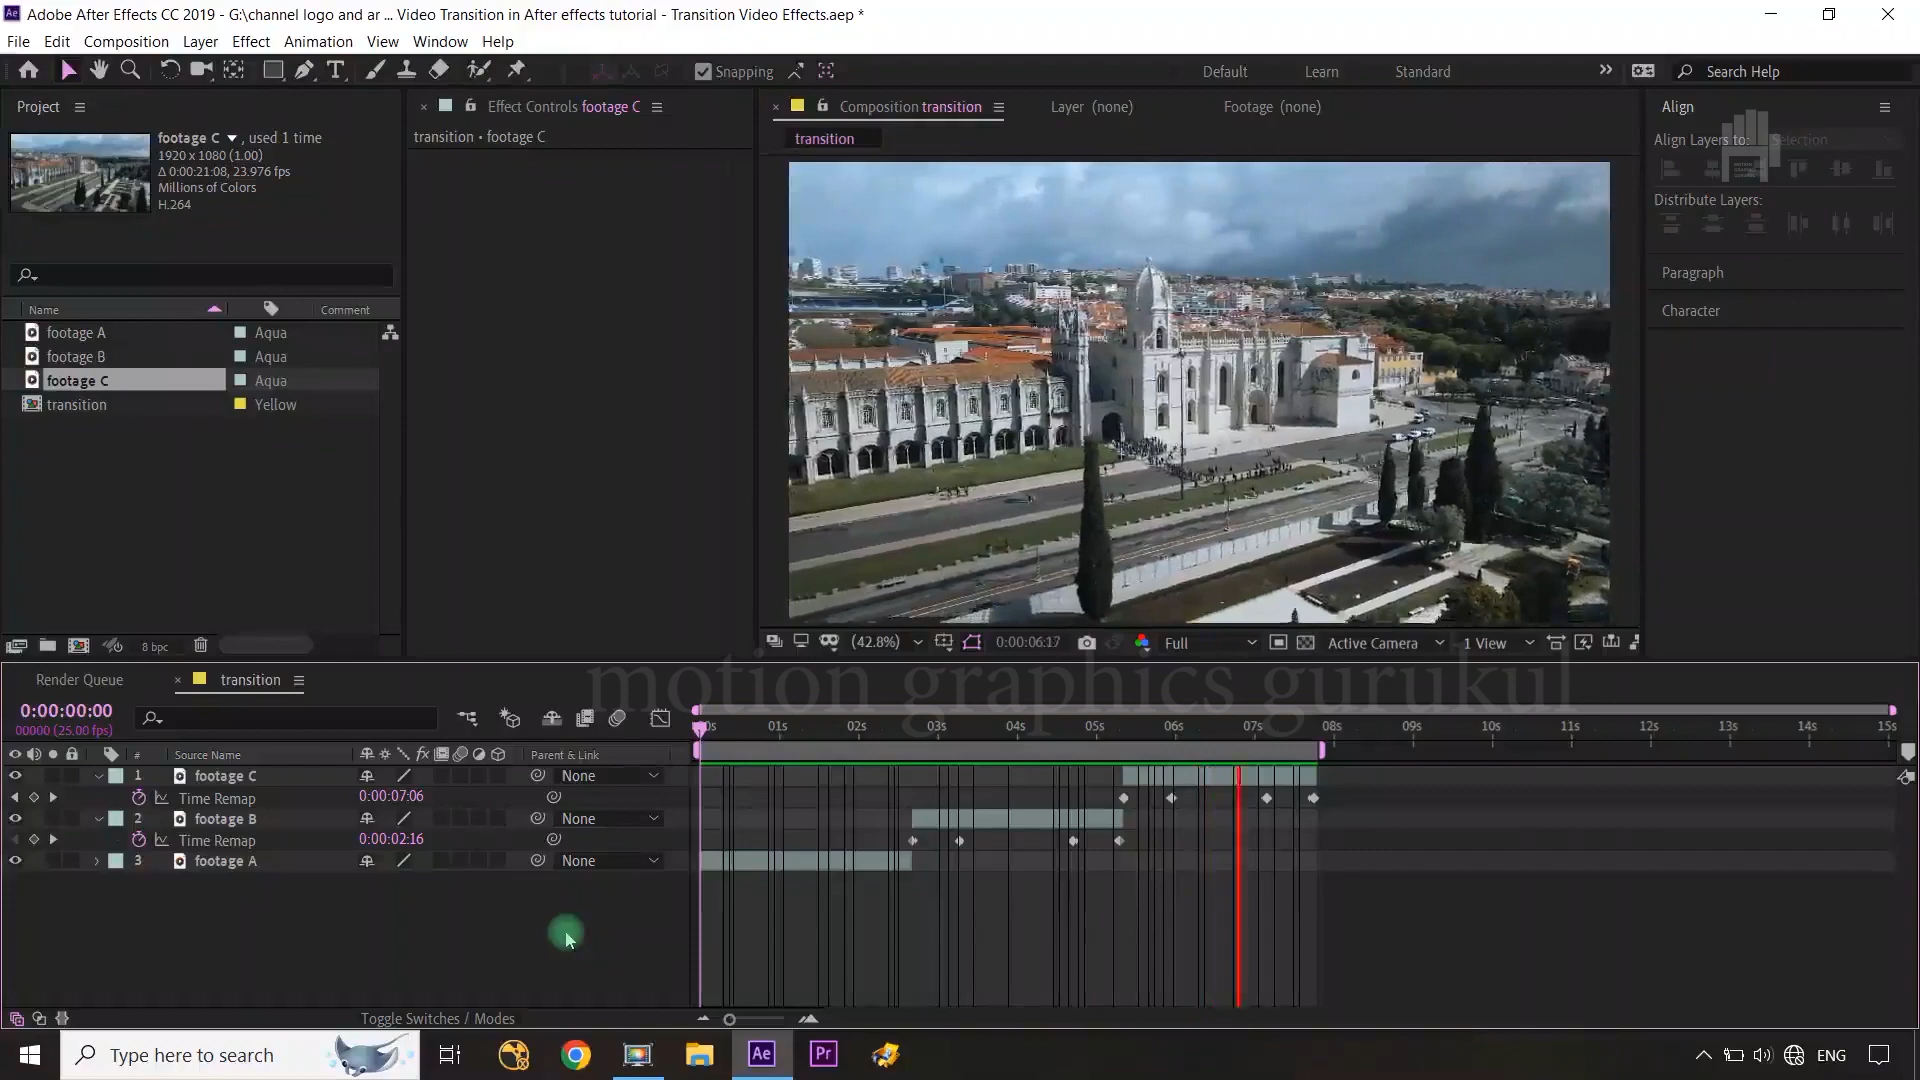 Adobe After Effects CC 2019 - G:\channel logo and ar ... Video Transition in After effects tutorial - Transition Video Effects.aep *
File Edit Composition Layer Effect Animation View Window Help
Snapping Default Learn Standard Search Help
Project
Effect Controls footage C
Composition transition
Layer (none)
Footage (none)
Align
transition • footage C
transition
footage C , used 1 time
1920 x 1080 (1.00)
Δ 0:00:21:08, 23.976 fps
Millions of Colors
H.264
Align Layers to: Selection
Distribute Layers:
Paragraph
Character
Name Comment
footage A Aqua
footage B Aqua
footage C Aqua
transition Yellow
8 bpc
(42.8%) 0:00:06:17 Full Active Camera 1 View
motion graphics gurukul
Render Queue
transition
0:00:00:00
00000 (25.00 fps)
0s 01s 02s 03s 04s 05s 06s 07s 08s 09s 10s 11s 12s 13s 14s 15s
# Source Name fx Parent & Link
1 footage C None
Time Remap 0:00:07:06
2 footage B None
Time Remap 0:00:02:16
3 footage A None
Toggle Switches / Modes
Type here to search
Ae
Pr
ENG